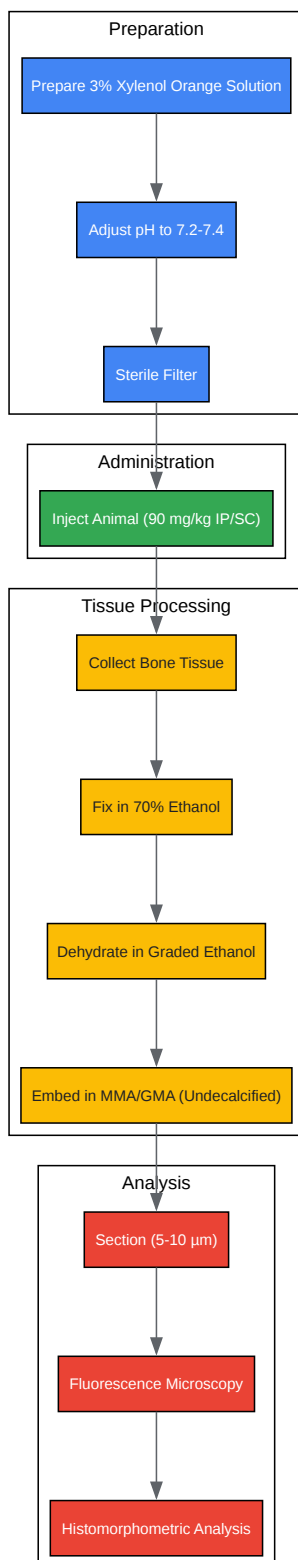 Preparation
Prepare 3% Xylenol Orange Solution
Adjust pH to 7.2-7.4
Sterile Filter
Administration
Inject Animal (90 mg/kg IP/SC)
Tissue Processing
Collect Bone Tissue
Fix in 70% Ethanol
Dehydrate in Graded Ethanol
Embed in MMA/GMA (Undecalcified)
Analysis
Section (5-10 µm)
Fluorescence Microscopy
Histomorphometric Analysis